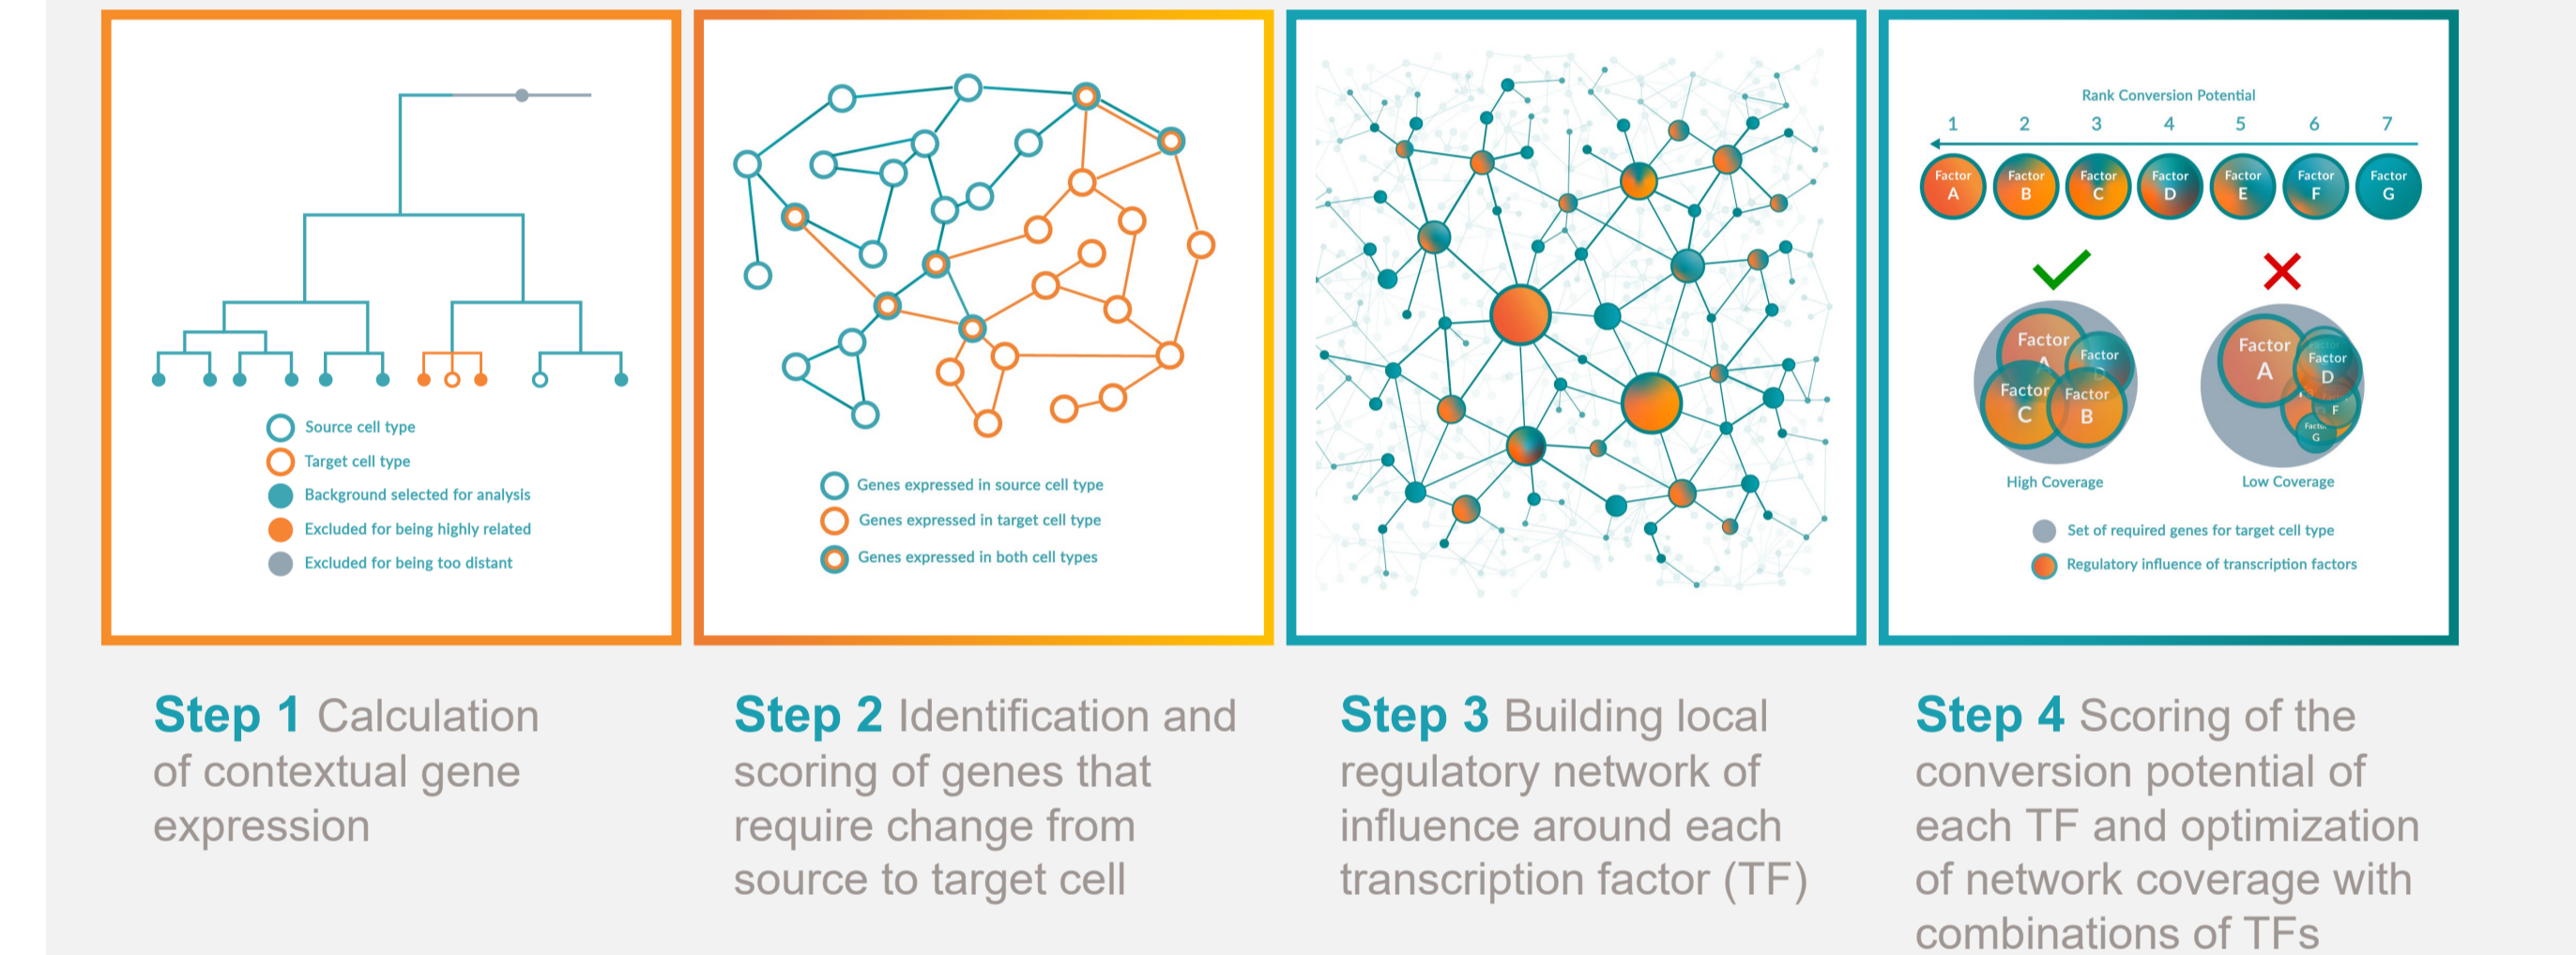 Source cell type
Target cell type
Background selected for analysis
Excluded for being highly related
Excluded for being too distant
Genes expressed in source cell type
Genes expressed in target cell type
Genes expressed in both cell types
Rank Conversion Potential
1 2 3 4 5 6 7
Factor Factor Factor Factor Factor Factor Factor
A B C D E F G
Factor
A
Factor
D
Factor
C
Factor
B
High Coverage
Factor
A
Factor
D
F
Factor
G
Low Coverage
Set of required genes for target cell type
Regulatory influence of transcription factors
Step 1 Calculation
of contextual gene
expression
Step 2 Identification and
scoring of genes that
require change from
source to target cell
Step 3 Building local
regulatory network of
influence around each
transcription factor (TF)
Step 4 Scoring of the
conversion potential of
each TF and optimization
of network coverage with
combinations of TFs